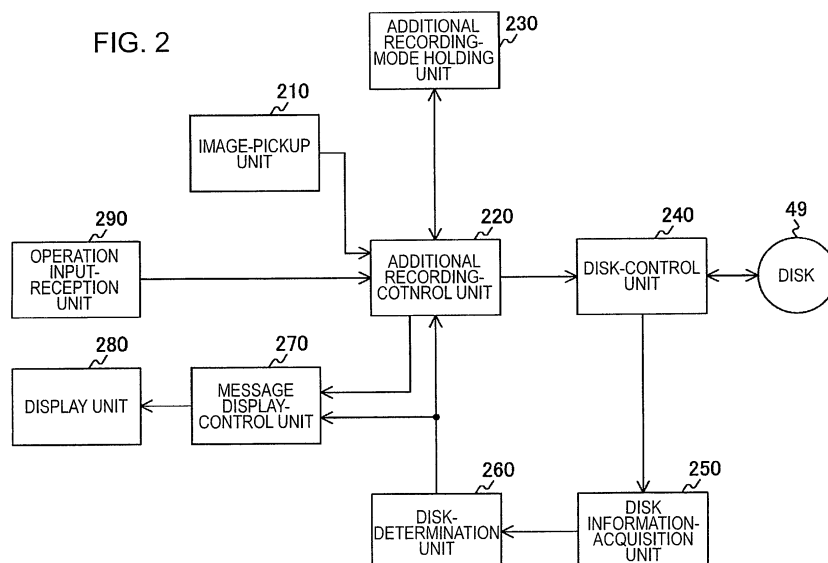 FIG. 2
230
ADDITIONAL
RECORDING-
MODE HOLDING
UNIT
210
IMAGE-PICKUP
UNIT
290
OPERATION
INPUT-
RECEPTION
UNIT
220
ADDITIONAL
RECORDING-
COTNROL UNIT
240
DISK-CONTROL
UNIT
49
DISK
280
DISPLAY UNIT
270
MESSAGE
DISPLAY-
CONTROL UNIT
260
DISK-
DETERMINATION
UNIT
250
DISK
INFORMATION-
ACQUISITION
UNIT